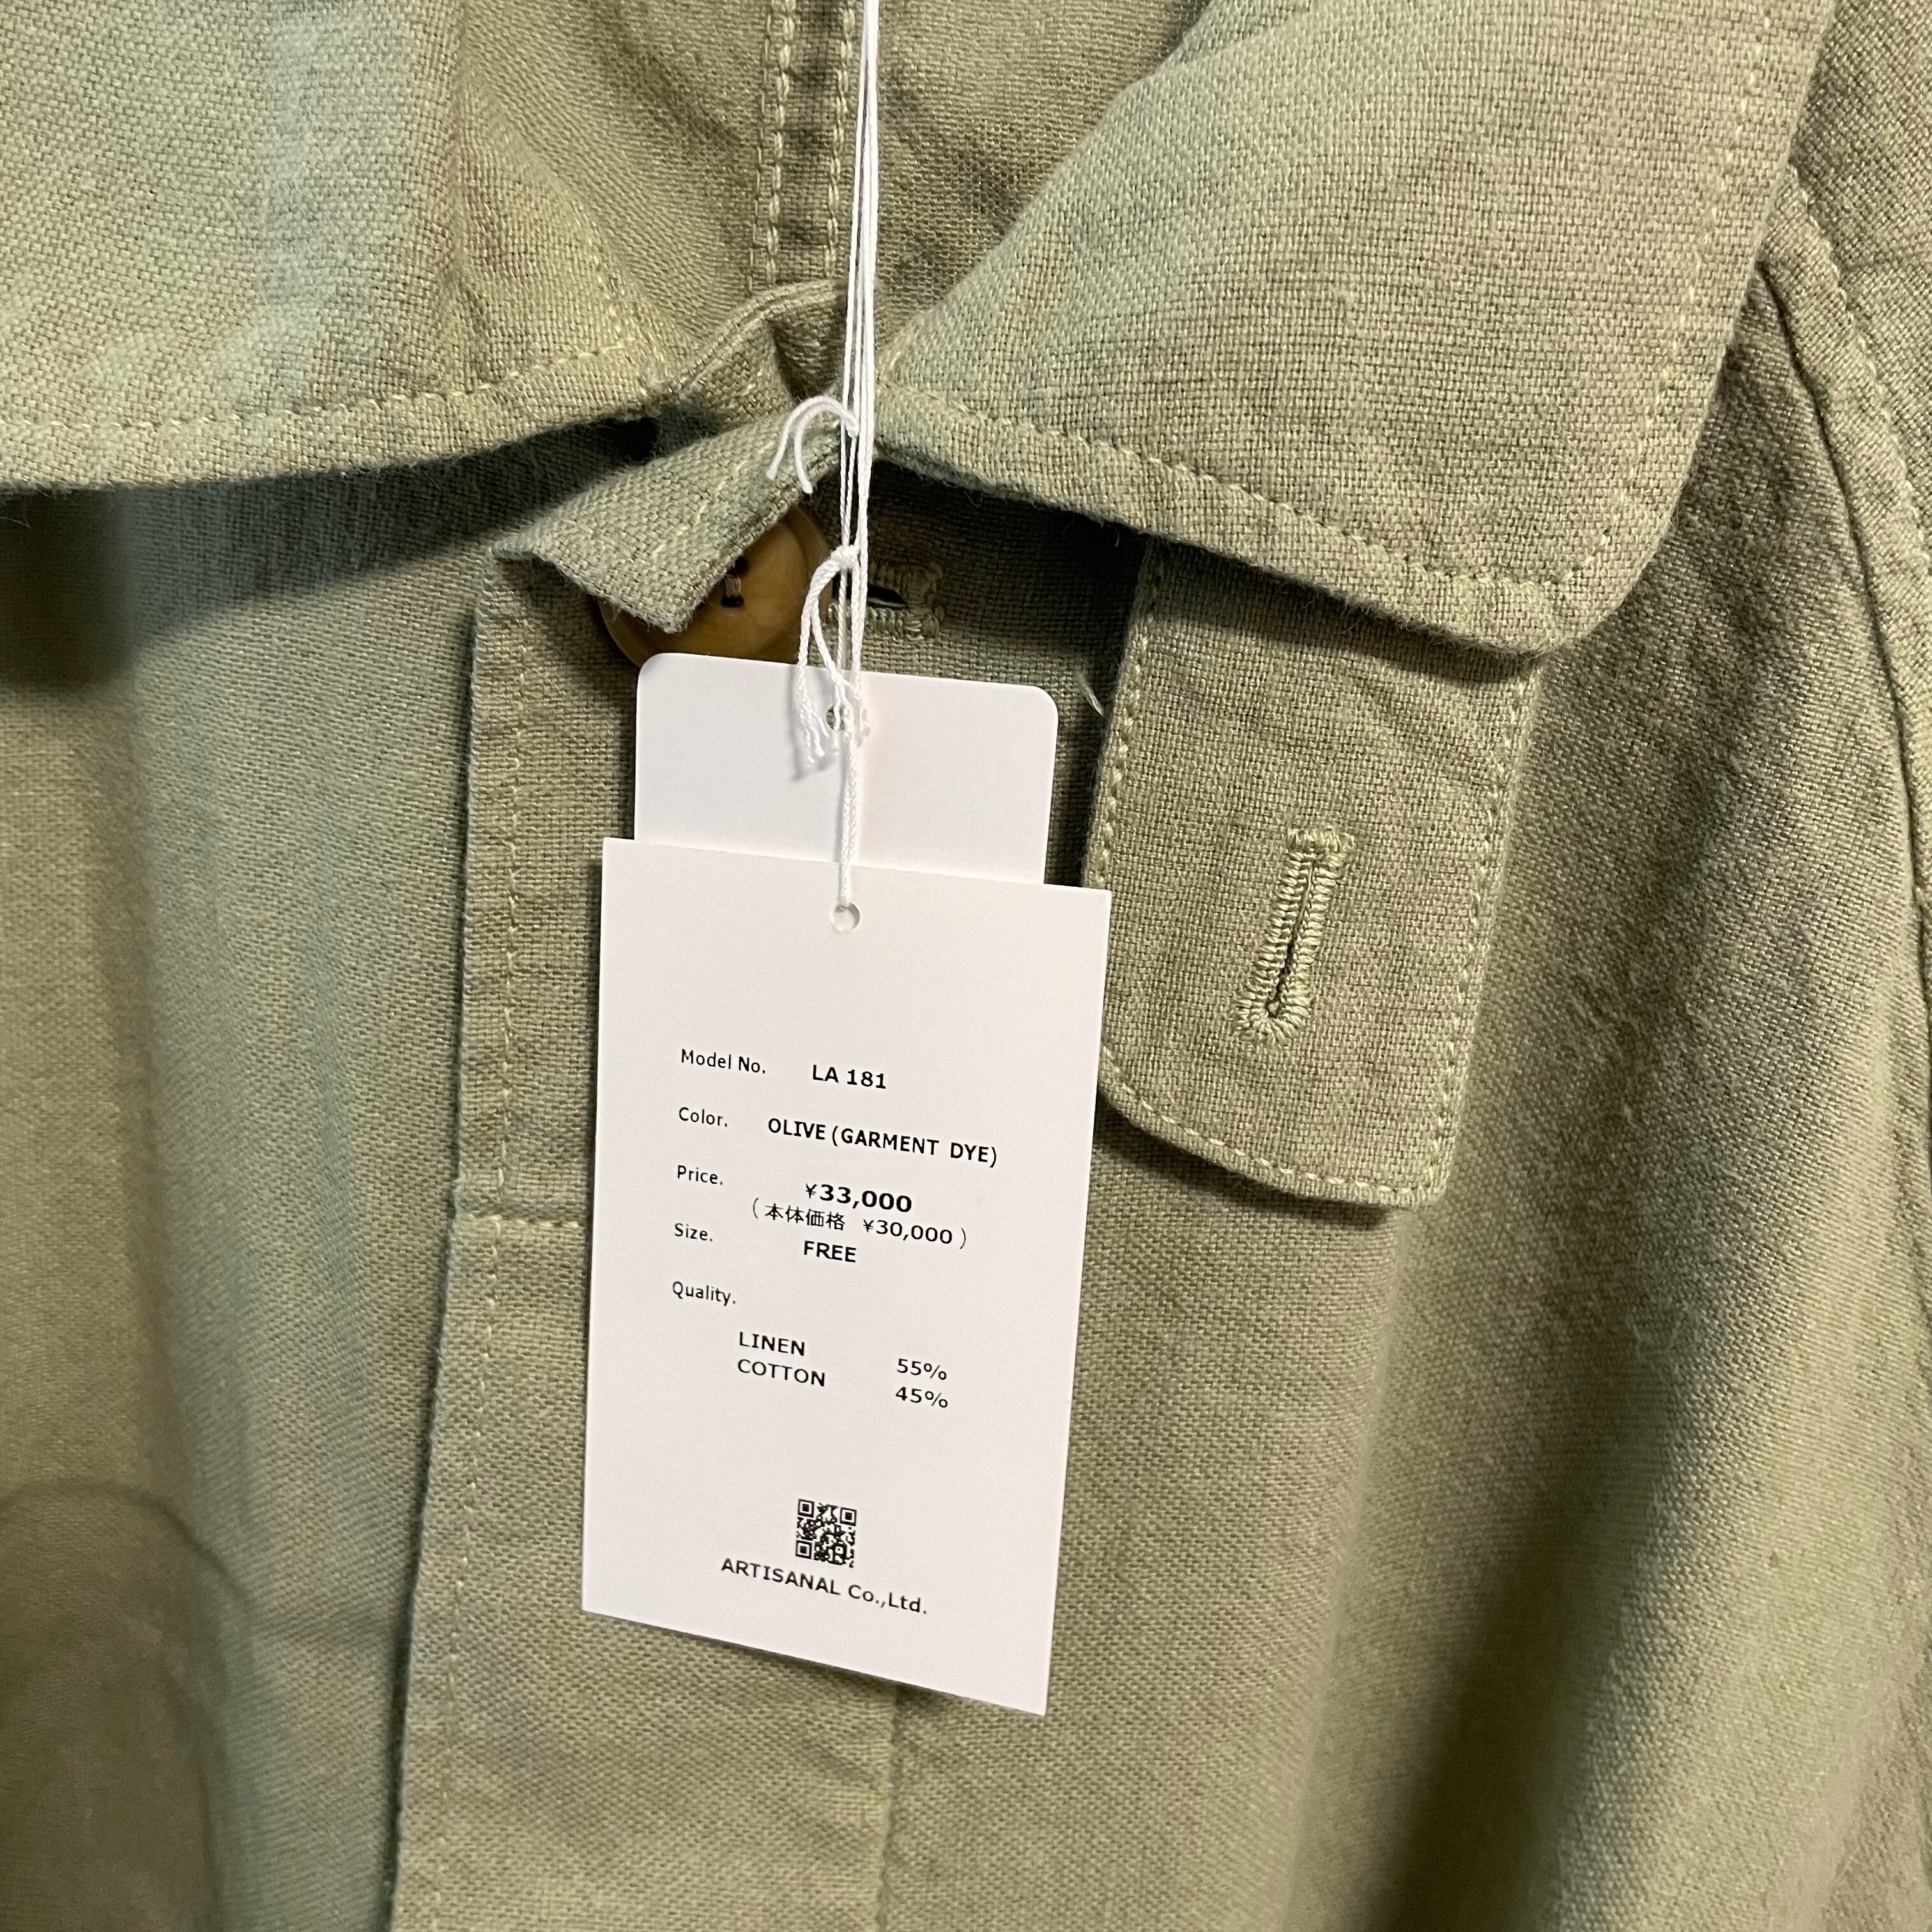 Model No. LA 181
Color. OLIVE (GARMENT DYE)
Price. ¥33,000
(本体価格 ¥30,000)
Size. FREE
Quality.
LINEN 55%
COTTON 45%
ARTISANAL Co.,Ltd.